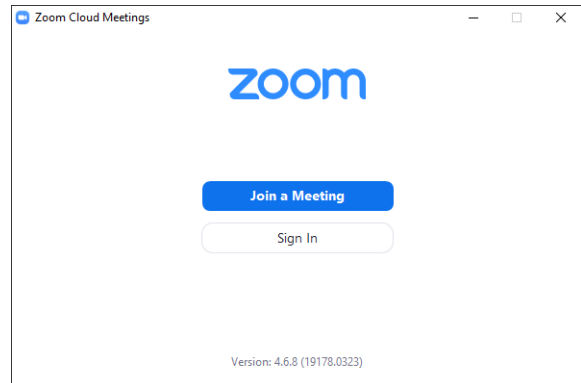 Zoom Cloud Meetings
zoom
Join a Meeting
Sign In
Version: 4.6.8 (19178.0323)